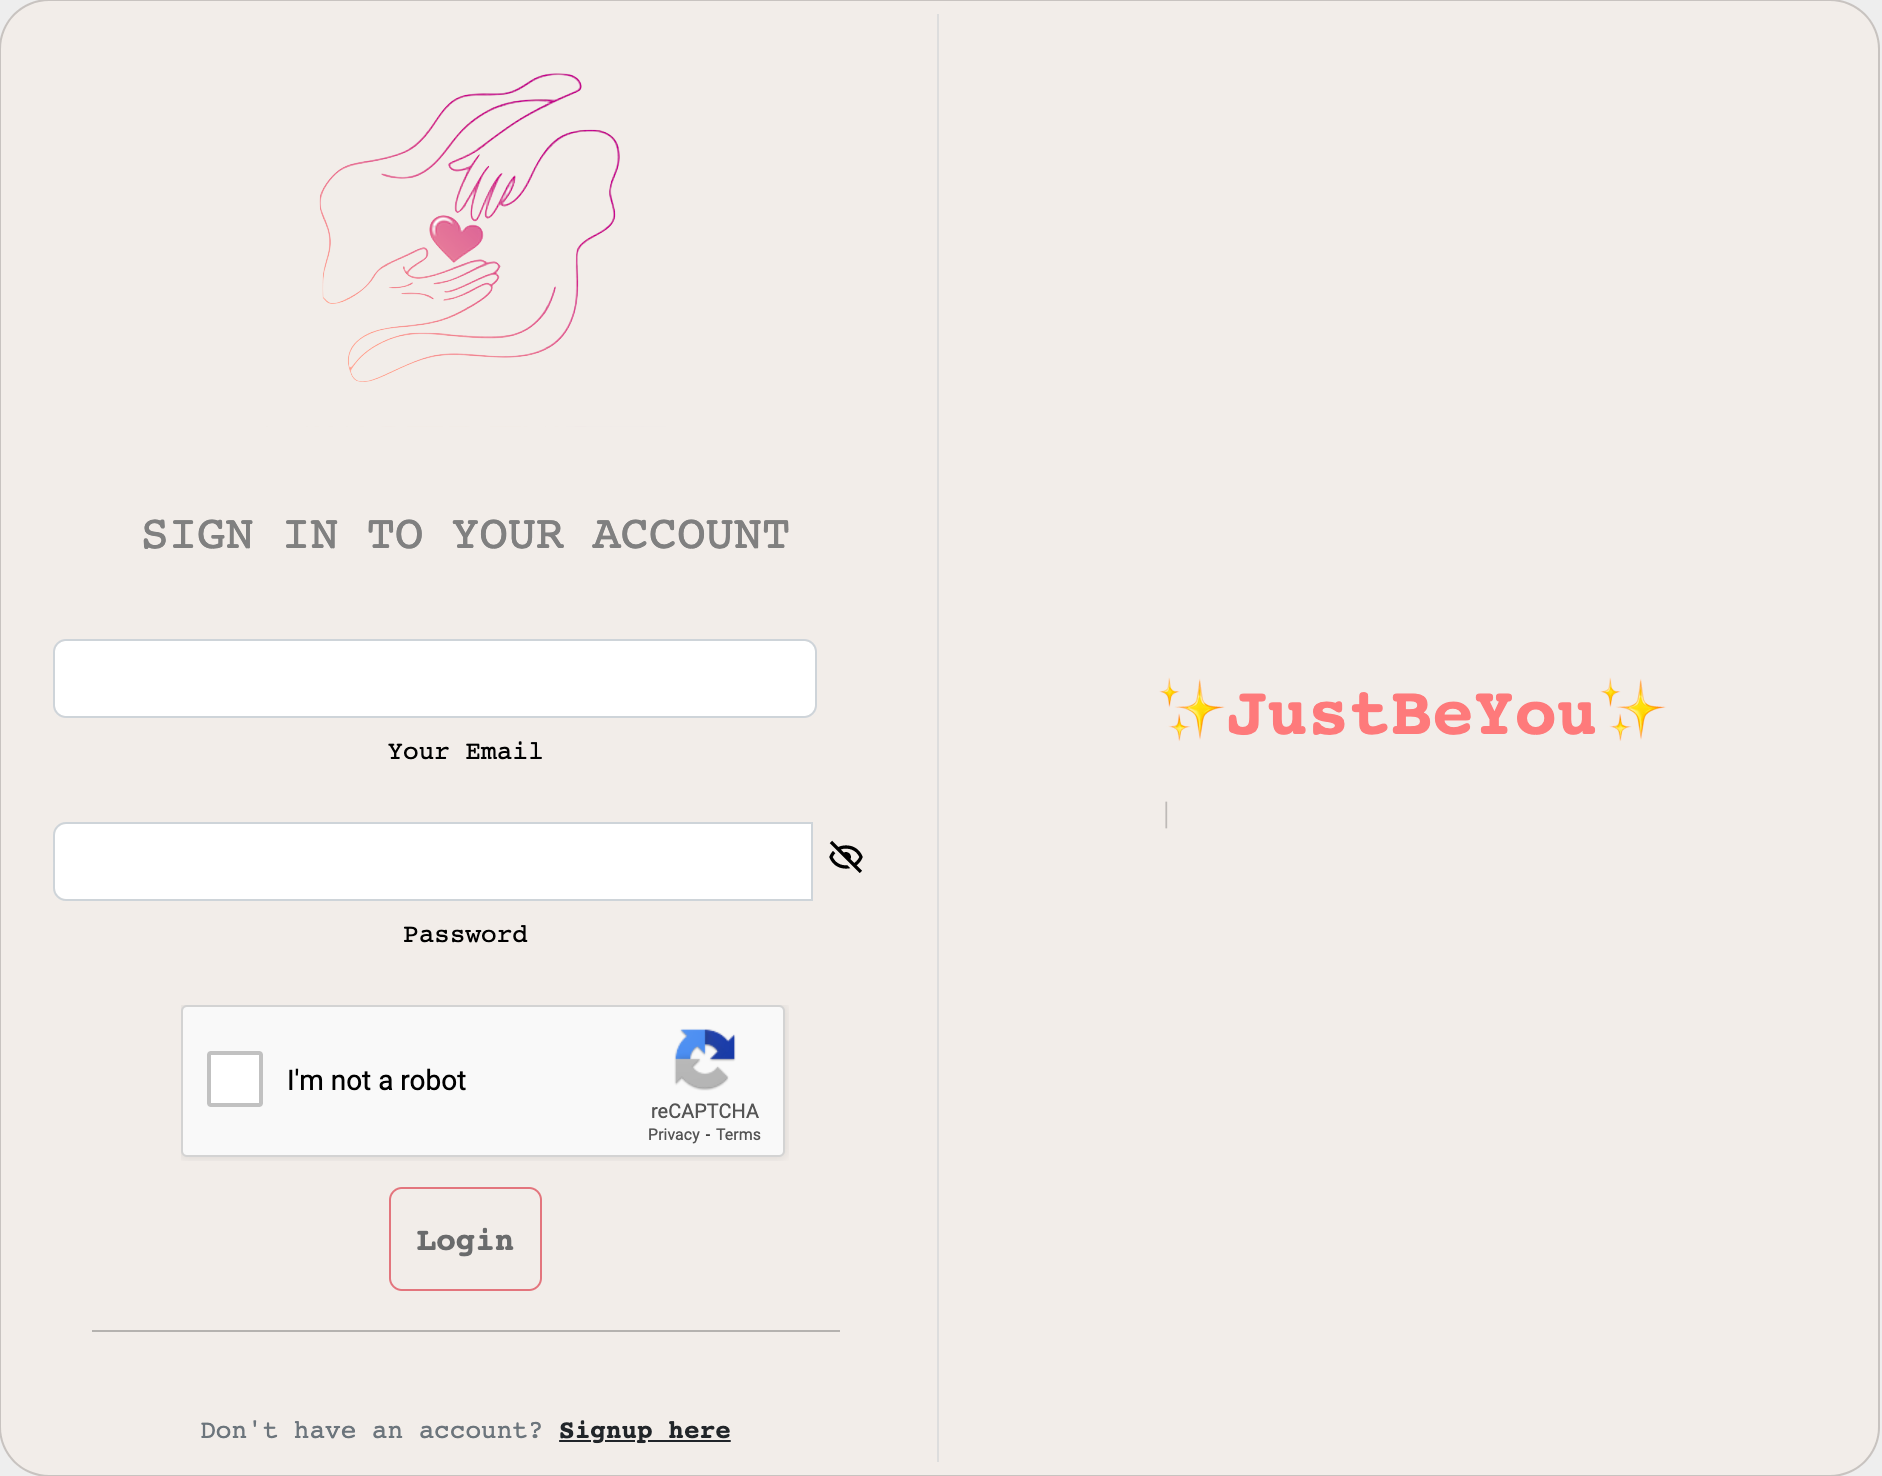 SIGN IN TO YOUR ACCOUNT
Your Email
Password
I'm not a robot
reCAPTCHA
Privacy - Terms
Login
Don't have an account? Signup here
✨JustBeYou✨